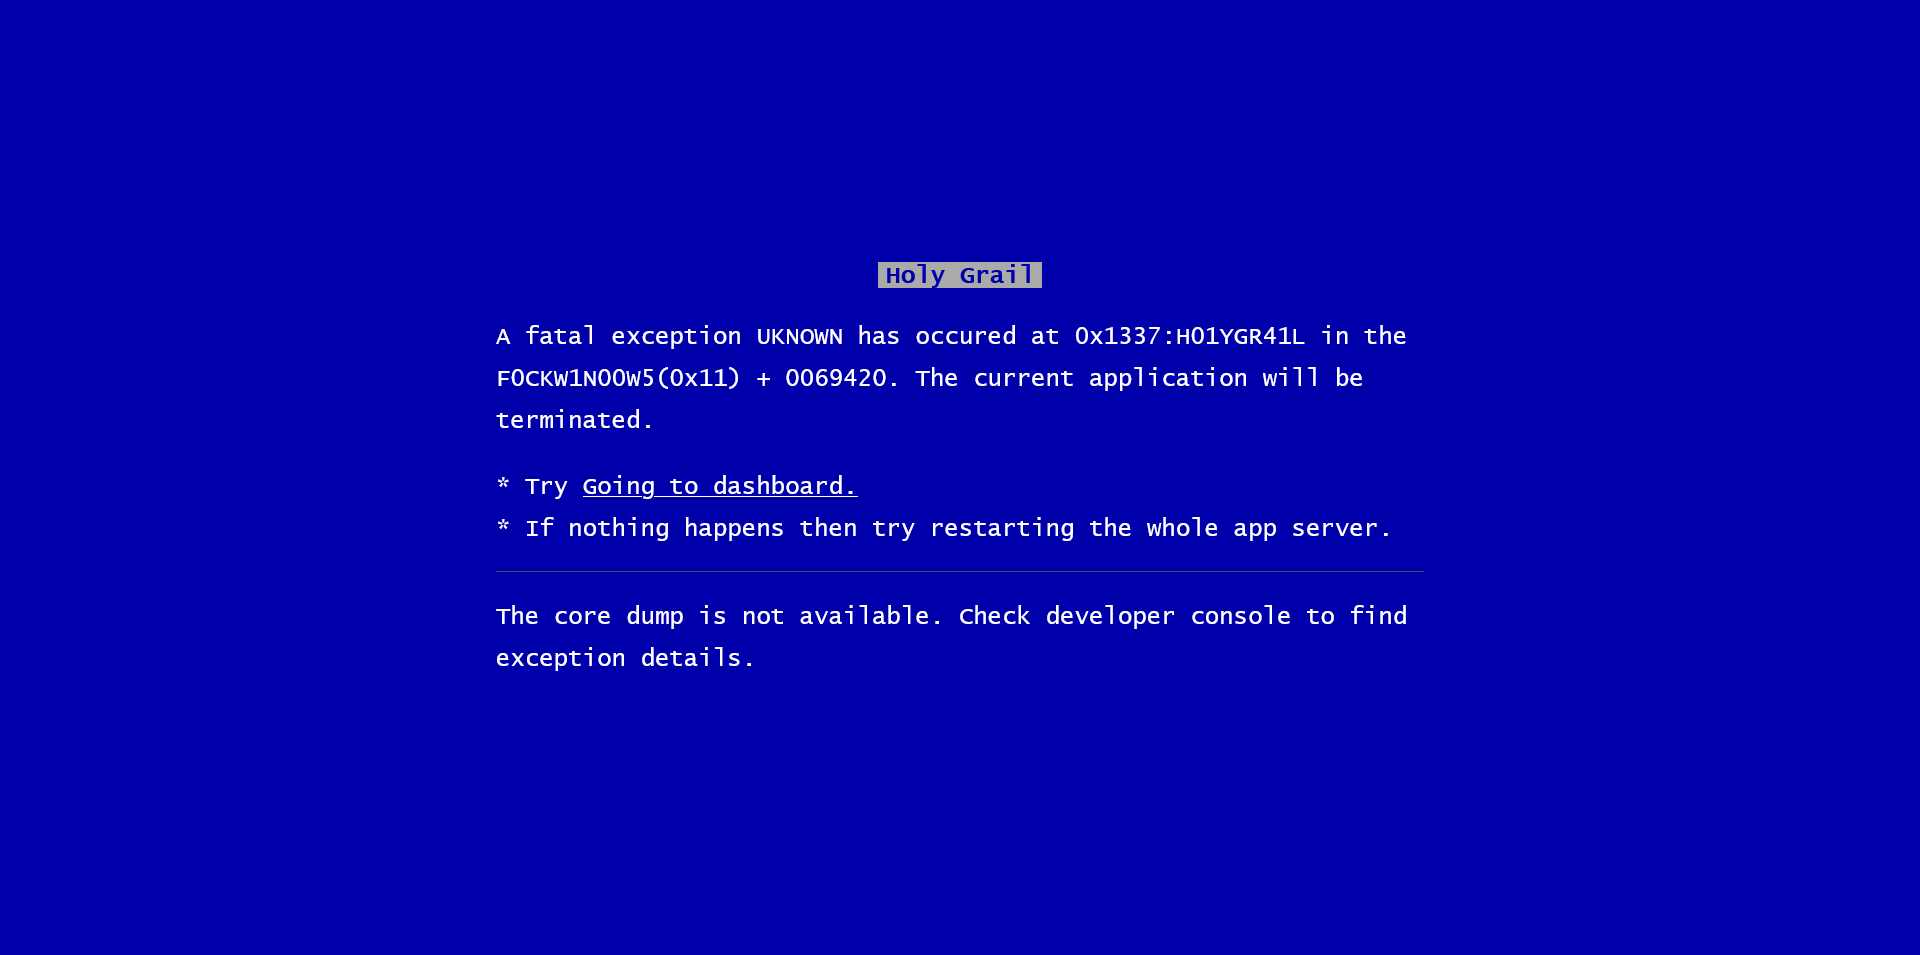 Holy Grail
A fatal exception UKNOWN has occured at 0x1337:H01YGR41L in the
F0CKW1N00W5(0x11) + 0069420. The current application will be
terminated.
* Try Going to dashboard.
* If nothing happens then try restarting the whole app server.
The core dump is not available. Check developer console to find
exception details.